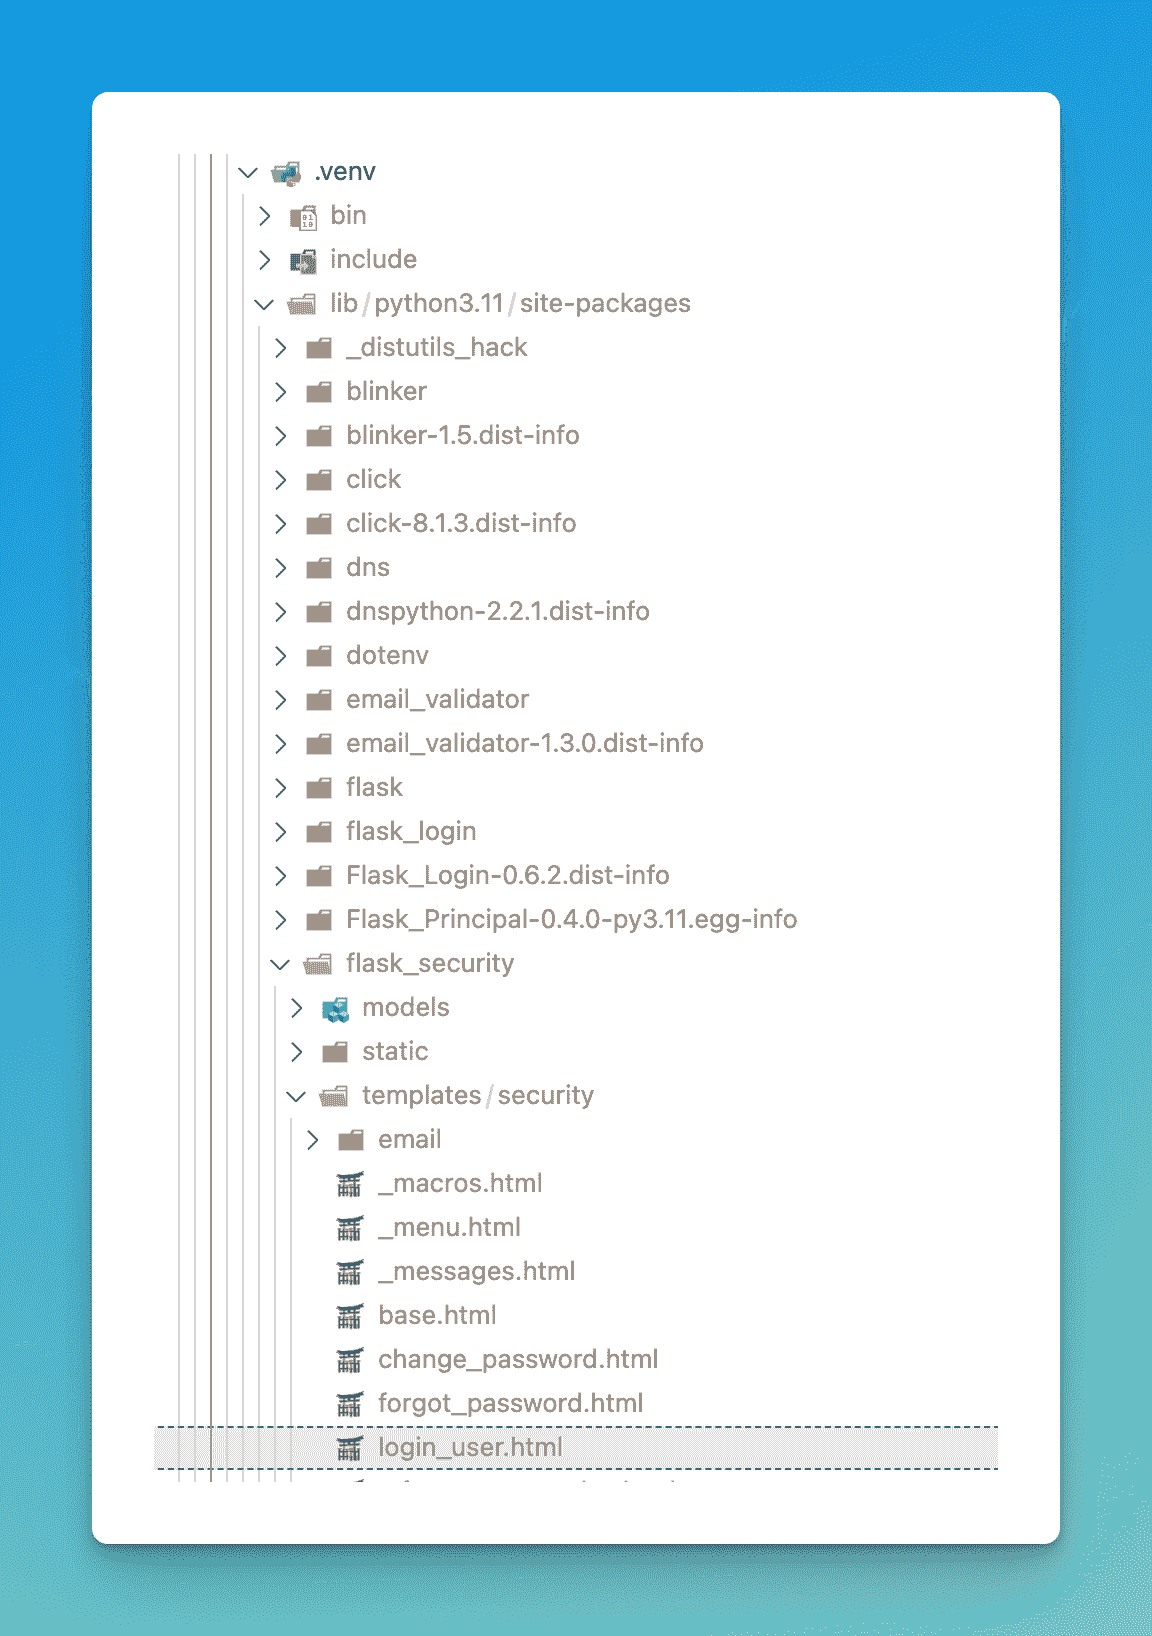 .venv
bin
include
lib/python3.11/site-packages
_distutils_hack
blinker
blinker-1.5.dist-info
click
click-8.1.3.dist-info
dns
dnspython-2.2.1.dist-info
dotenv
email_validator
email_validator-1.3.0.dist-info
flask
flask_login
Flask_Login-0.6.2.dist-info
Flask_Principal-0.4.0-py3.11.egg-info
flask_security
models
static
templates/security
email
_macros.html
_menu.html
_messages.html
base.html
change_password.html
forgot_password.html
login_user.html